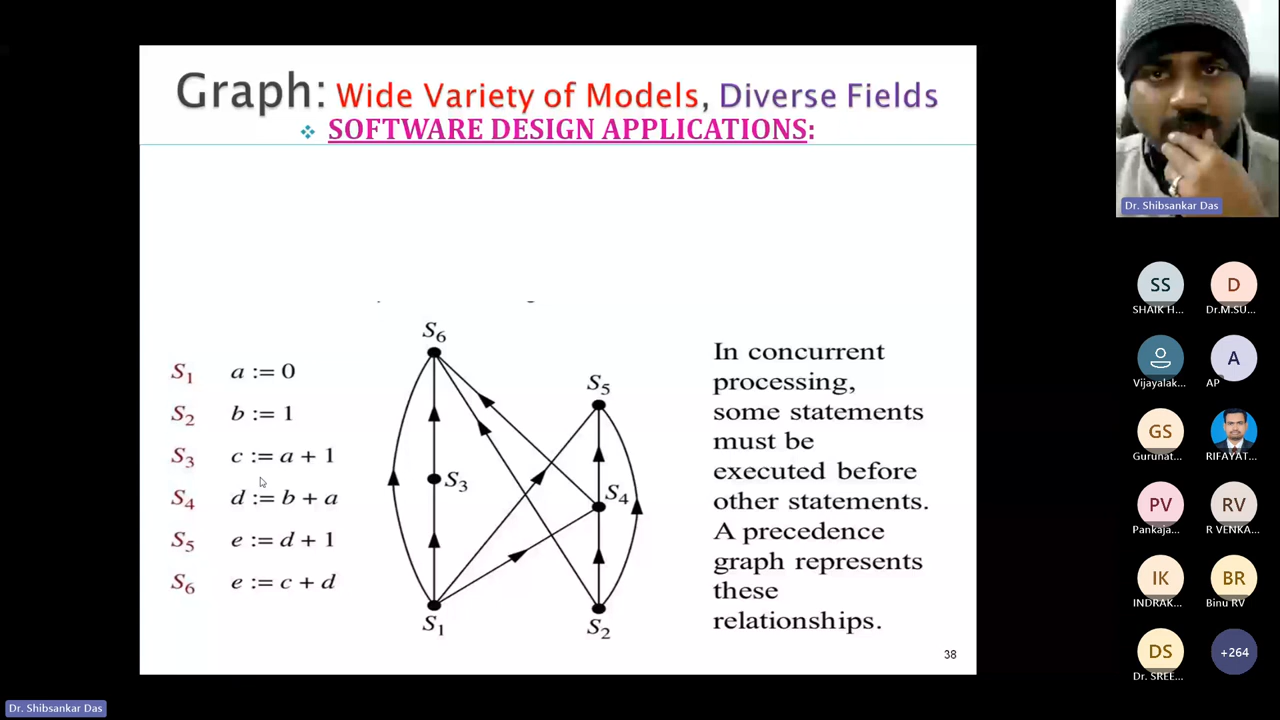 Graph: Wide Variety of Models, Diverse Fields
❖ SOFTWARE DESIGN APPLICATIONS:
S1 a := 0
S2 b := 1
S3 c := a + 1
S4 d := b + a
S5 e := d + 1
S6 e := c + d
S6
S5
S3
S4
S1
S2
In concurrent
processing,
some statements
must be
executed before
other statements.
A precedence
graph represents
these
relationships.
38
Dr. Shibsankar Das
SS
SHAIK H...
D
Dr.M.SU...
Vijayalak...
A
AP
GS
Gurunat...
RIFAYAT...
PV
Pankaja...
RV
R VENKA...
IK
INDRAK...
BR
Binu RV
DS
Dr. SREE...
+264
Dr. Shibsankar Das